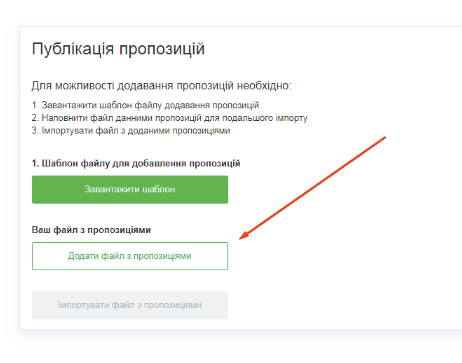 Публікація пропозицій
Для можливості додавання пропозицій необхідно:
1. Завантажити шаблон файлу додавання пропозицій
2. Наповнити файл данними пропозицій для подальшого імпорту
3. Імпортувати файл з доданими пропозиціями
1. Шаблон файлу для добавлення пропозицій
Завантажити шаблон
Ваш файл з пропозиціями
Додати файл з пропозиціями
Імпортувати файл з пропозиціями